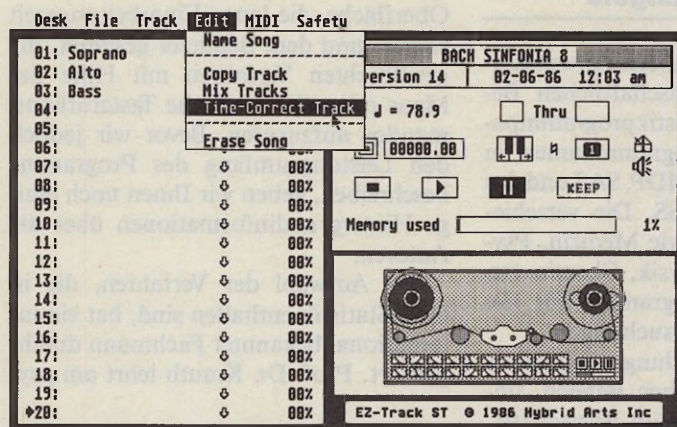 Desk File Track Edit MIDI Safety
Name Song
Copy Track
Mix Tracks
Time-Correct Track
Erase Song
01: Soprano
02: Obbra
03: Bass
04:
05:
06:
07: 00%
08: 00%
09: 00%
10: 00%
11: 00%
12: 00%
13: 00%
14: 00%
15: 00%
16: 00%
17: 00%
18: 00%
19: 00%
20: 00%
BACH SINFONIA
Version 14 02-06-86 12:03 am
= 78.9 Thru
00000.00 1
KEEP
Memory used 1%
EZ-Track ST © 1986 Hybrid Arts Inc